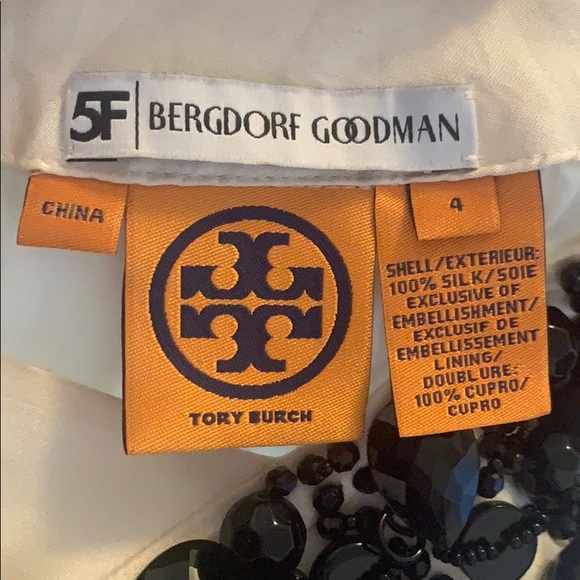 5F BERGDORF GOODMAN
CHINA
TORY BURCH
4
SHELL/EXTERIEUR:
100% SILK/SOIE
EXCLUSIVE OF
EMBELLISHMENT/
EXCLUSIF DE
EMBELLISSEMENT
LINING/
DOUBLURE:
100% CUPRO/
CUPRO